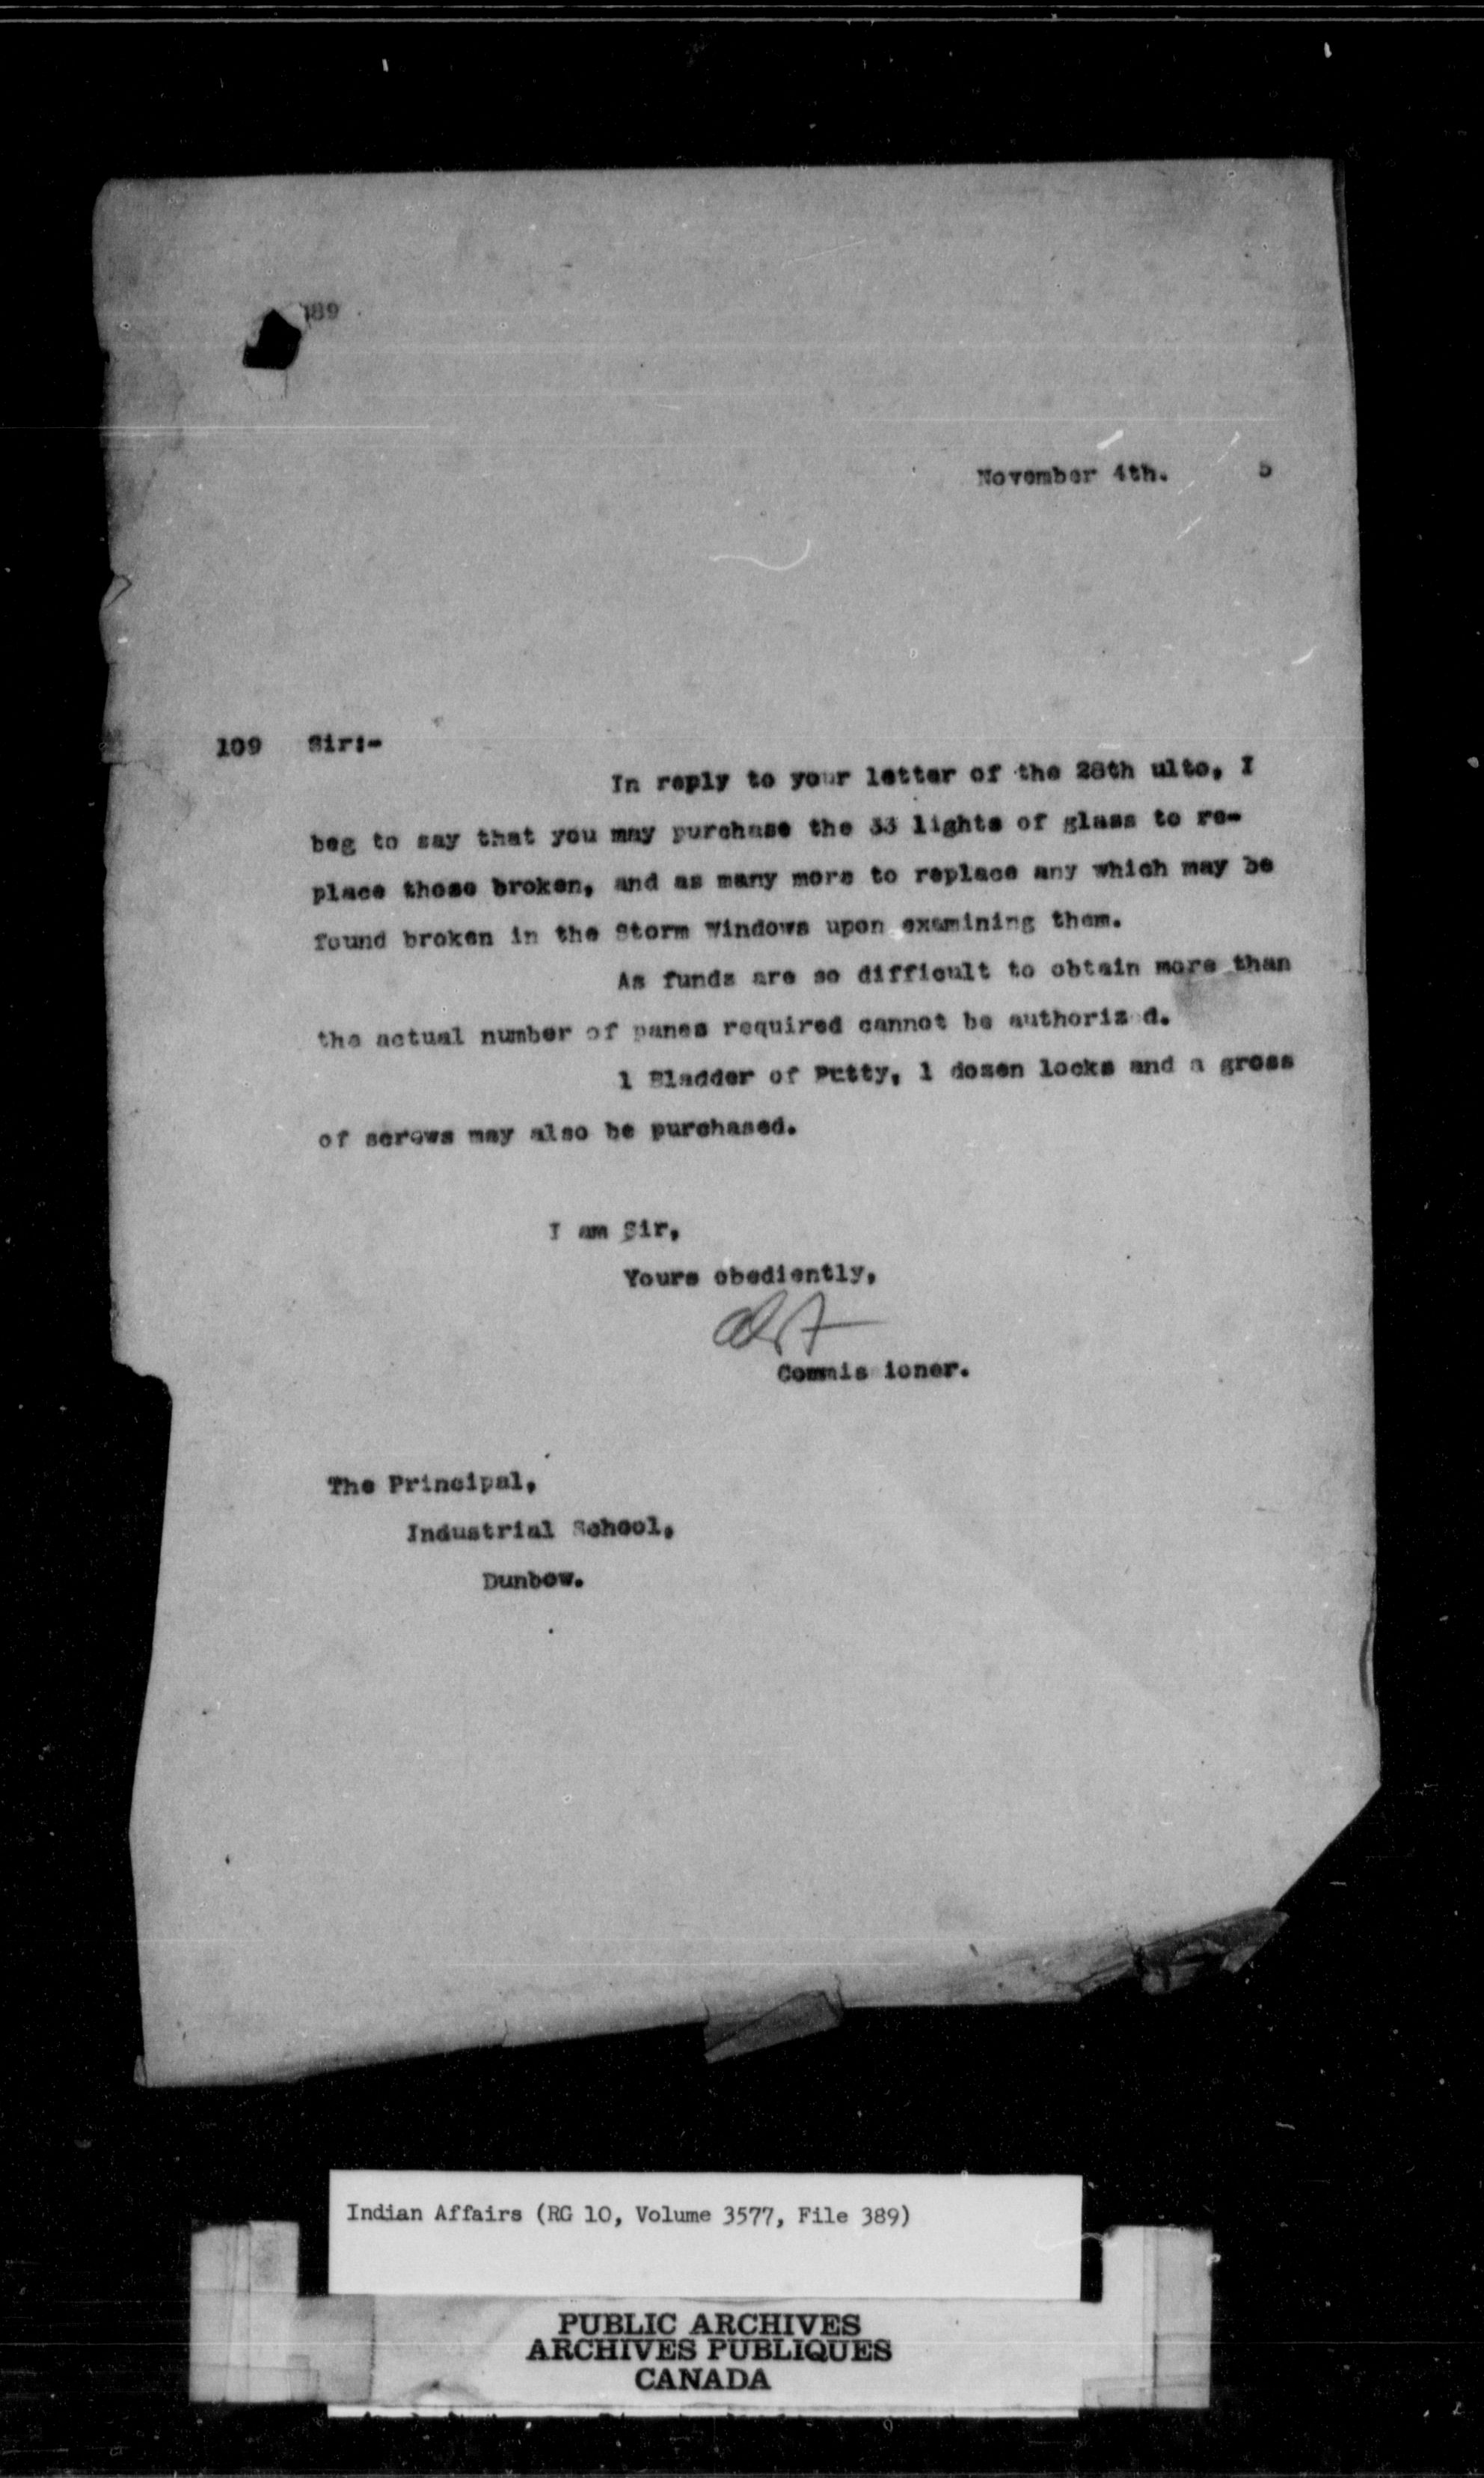 389
November 4th. 5
109 Sir:-
In reply to your letter of the 28th ulto, I
beg to say that you may purchase the 33 lights of glass to re-
place those broken, and as many more to replace any which may be
found broken in the Storm Windows upon examining them.
As funds are so difficult to obtain more than
the actual number of panes required cannot be authorized.
1 Bladder of Putty, 1 dozen locks and a gross
of screws may also be purchased.
I am Sir,
Yours obediently,
Commissioner.
The Principal,
Industrial School,
Dunbow.
Indian Affairs (RG 10, Volume 3577, File 389)
PUBLIC ARCHIVES
ARCHIVES PUBLIQUES
CANADA